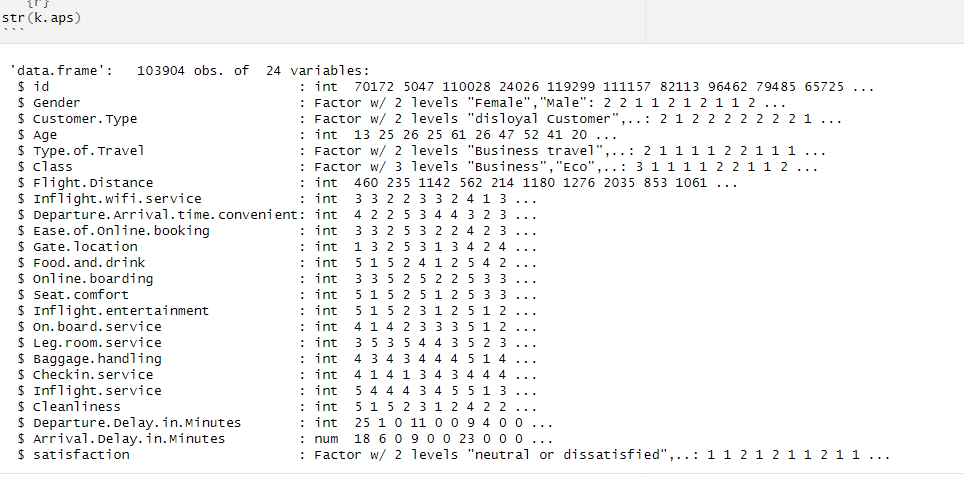 {r}
str(k.aps)
```
'data.frame': 103904 obs. of 24 variables:
$ id : int 70172 5047 110028 24026 119299 111157 82113 96462 79485 65725 ...
$ Gender : Factor w/ 2 levels "Female","Male": 2 2 1 1 2 1 2 1 1 2 ...
$ Customer.Type : Factor w/ 2 levels "disloyal Customer",..: 2 1 2 2 2 2 2 2 2 1 ...
$ Age : int 13 25 26 25 61 26 47 52 41 20 ...
$ Type.of.Travel : Factor w/ 2 levels "Business travel",..: 2 1 1 1 1 2 2 1 1 1 ...
$ Class : Factor w/ 3 levels "Business","Eco",..: 3 1 1 1 1 2 2 1 1 2 ...
$ Flight.Distance : int 460 235 1142 562 214 1180 1276 2035 853 1061 ...
$ Inflight.wifi.service : int 3 3 2 2 3 3 2 4 1 3 ...
$ Departure.Arrival.time.convenient: int 4 2 2 5 3 4 4 3 2 3 ...
$ Ease.of.Online.booking : int 3 3 2 5 3 2 2 4 2 3 ...
$ Gate.location : int 1 3 2 5 3 1 3 4 2 4 ...
$ Food.and.drink : int 5 1 5 2 4 1 2 5 4 2 ...
$ Online.boarding : int 3 3 5 2 5 2 2 5 3 3 ...
$ Seat.comfort : int 5 1 5 2 5 1 2 5 3 3 ...
$ Inflight.entertainment : int 5 1 5 2 3 1 2 5 1 2 ...
$ On.board.service : int 4 1 4 2 3 3 3 5 1 2 ...
$ Leg.room.service : int 3 5 3 5 4 4 3 5 2 3 ...
$ Baggage.handling : int 4 3 4 3 4 4 4 5 1 4 ...
$ Checkin.service : int 4 1 4 1 3 4 3 4 4 4 ...
$ Inflight.service : int 5 4 4 4 3 4 5 5 1 3 ...
$ Cleanliness : int 5 1 5 2 3 1 2 4 2 2 ...
$ Departure.Delay.in.Minutes : int 25 1 0 11 0 0 9 4 0 0 ...
$ Arrival.Delay.in.Minutes : num 18 6 0 9 0 0 23 0 0 0 ...
$ satisfaction : Factor w/ 2 levels "neutral or dissatisfied",..: 1 1 2 1 2 1 1 2 1 1 ...